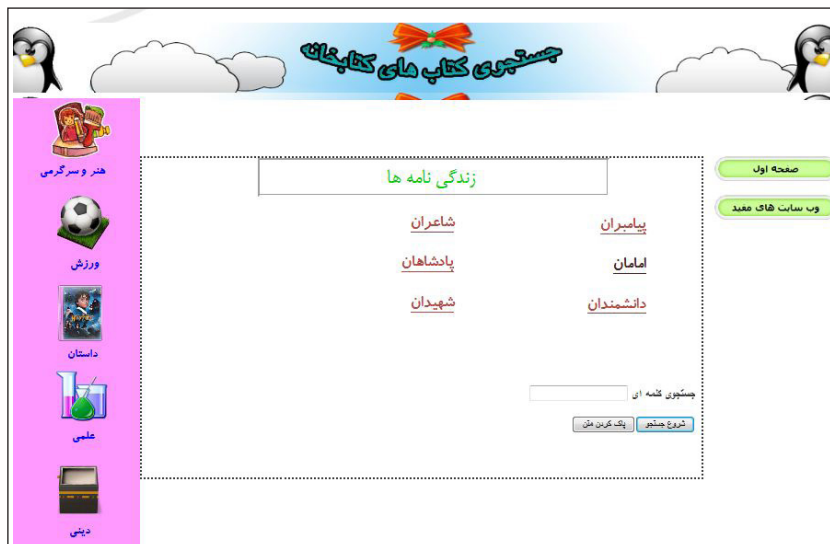 جستجوی کتاب های کتابخانه
صفحه اول
وب سایت های مفید
زندگی نامه ها
پیامبران
شاعران
امامان
پادشاهان
دانشمندان
شهیدان
جستجوی کلمه ای
شروع جستجو
پاک کردن متن
هنر و سرگرمی
ورزش
داستان
علمی
دینی